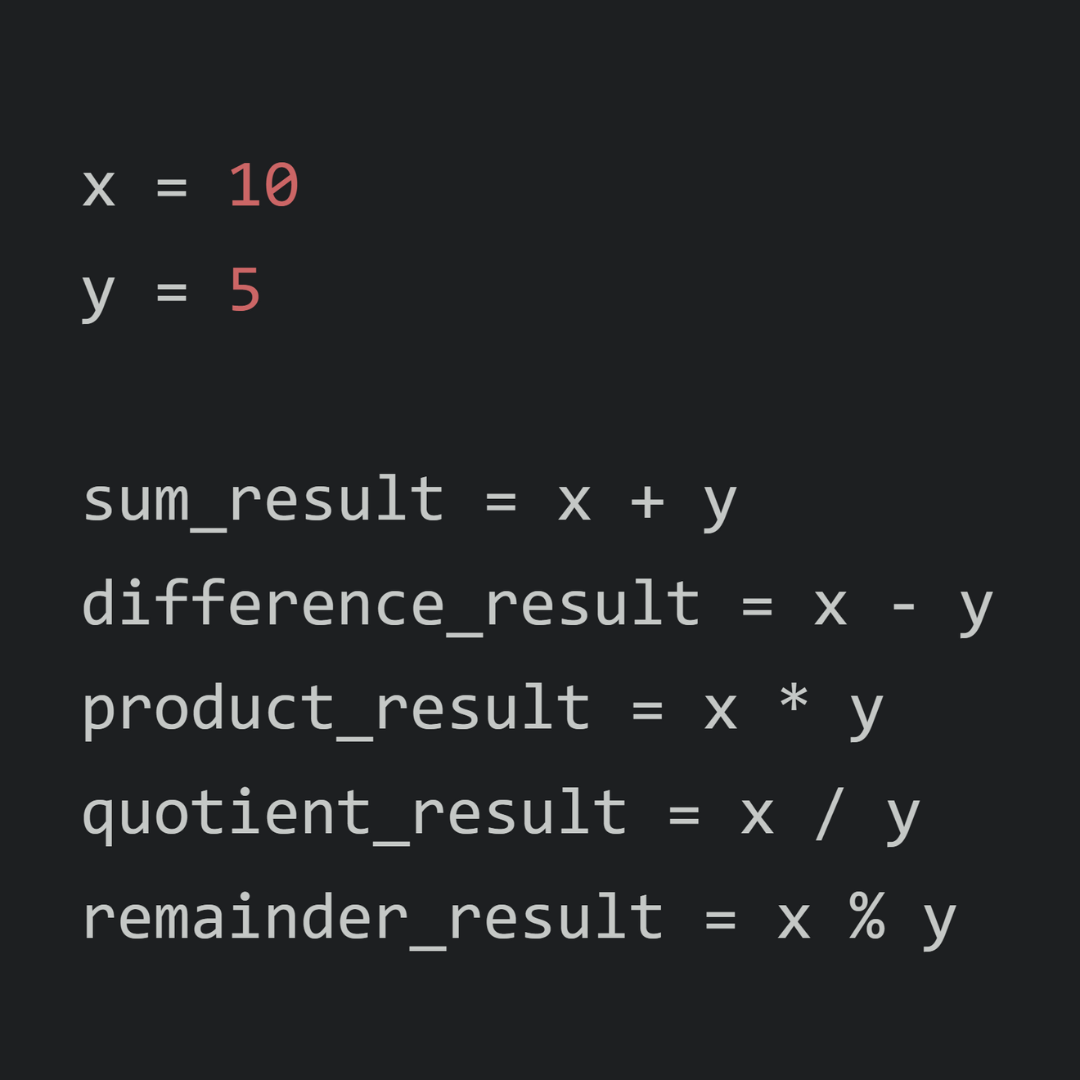 x = 10
y = 5
sum_result = x + y
difference_result = x - y
product_result = x * y
quotient_result = x / y
remainder_result = x % y